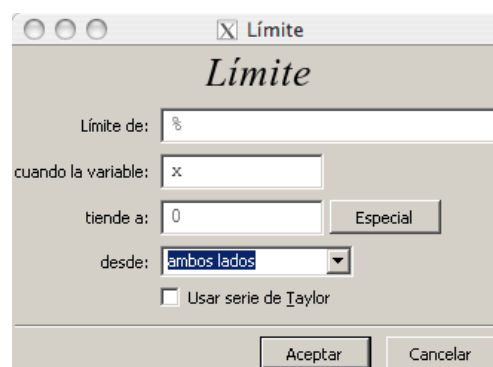 X Límite
Límite
Límite de: %
cuando la variable: x
tiende a: 0 Especial
desde: ambos lados
Usar serie de Taylor
Aceptar Cancelar